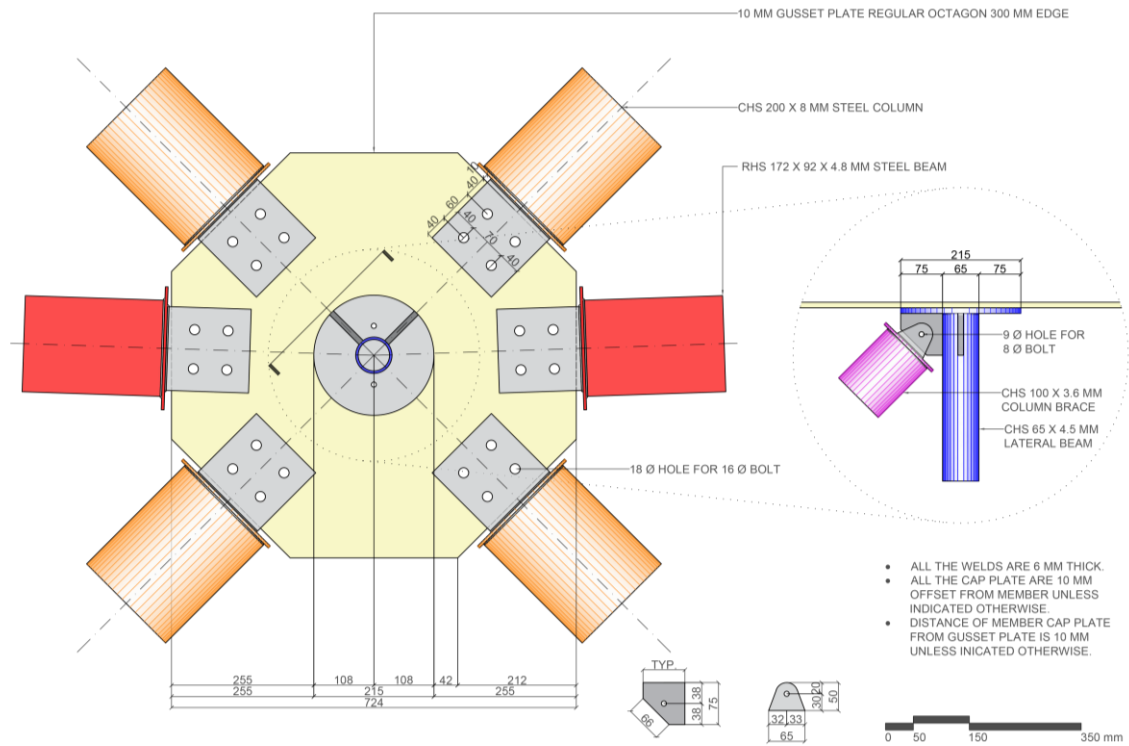 10 MM GUSSET PLATE REGULAR OCTAGON 300 MM EDGE
CHS 200 X 8 MM STEEL COLUMN
RHS 172 X 92 X 4.8 MM STEEL BEAM
10
40
60
40
40
70
40
215
75 65 75
9 Ø HOLE FOR
8 Ø BOLT
CHS 100 X 3.6 MM
COLUMN BRACE
CHS 65 X 4.5 MM
LATERAL BEAM
18 Ø HOLE FOR 16 Ø BOLT
• ALL THE WELDS ARE 6 MM THICK.
• ALL THE CAP PLATE ARE 10 MM
OFFSET FROM MEMBER UNLESS
INDICATED OTHERWISE.
• DISTANCE OF MEMBER CAP PLATE
FROM GUSSET PLATE IS 10 MM
UNLESS INICATED OTHERWISE.
255 108 108 42 212
255 215 255
724
TYP.
38
38
75
66
20
30
50
32 33
65
0 50 150 350 mm